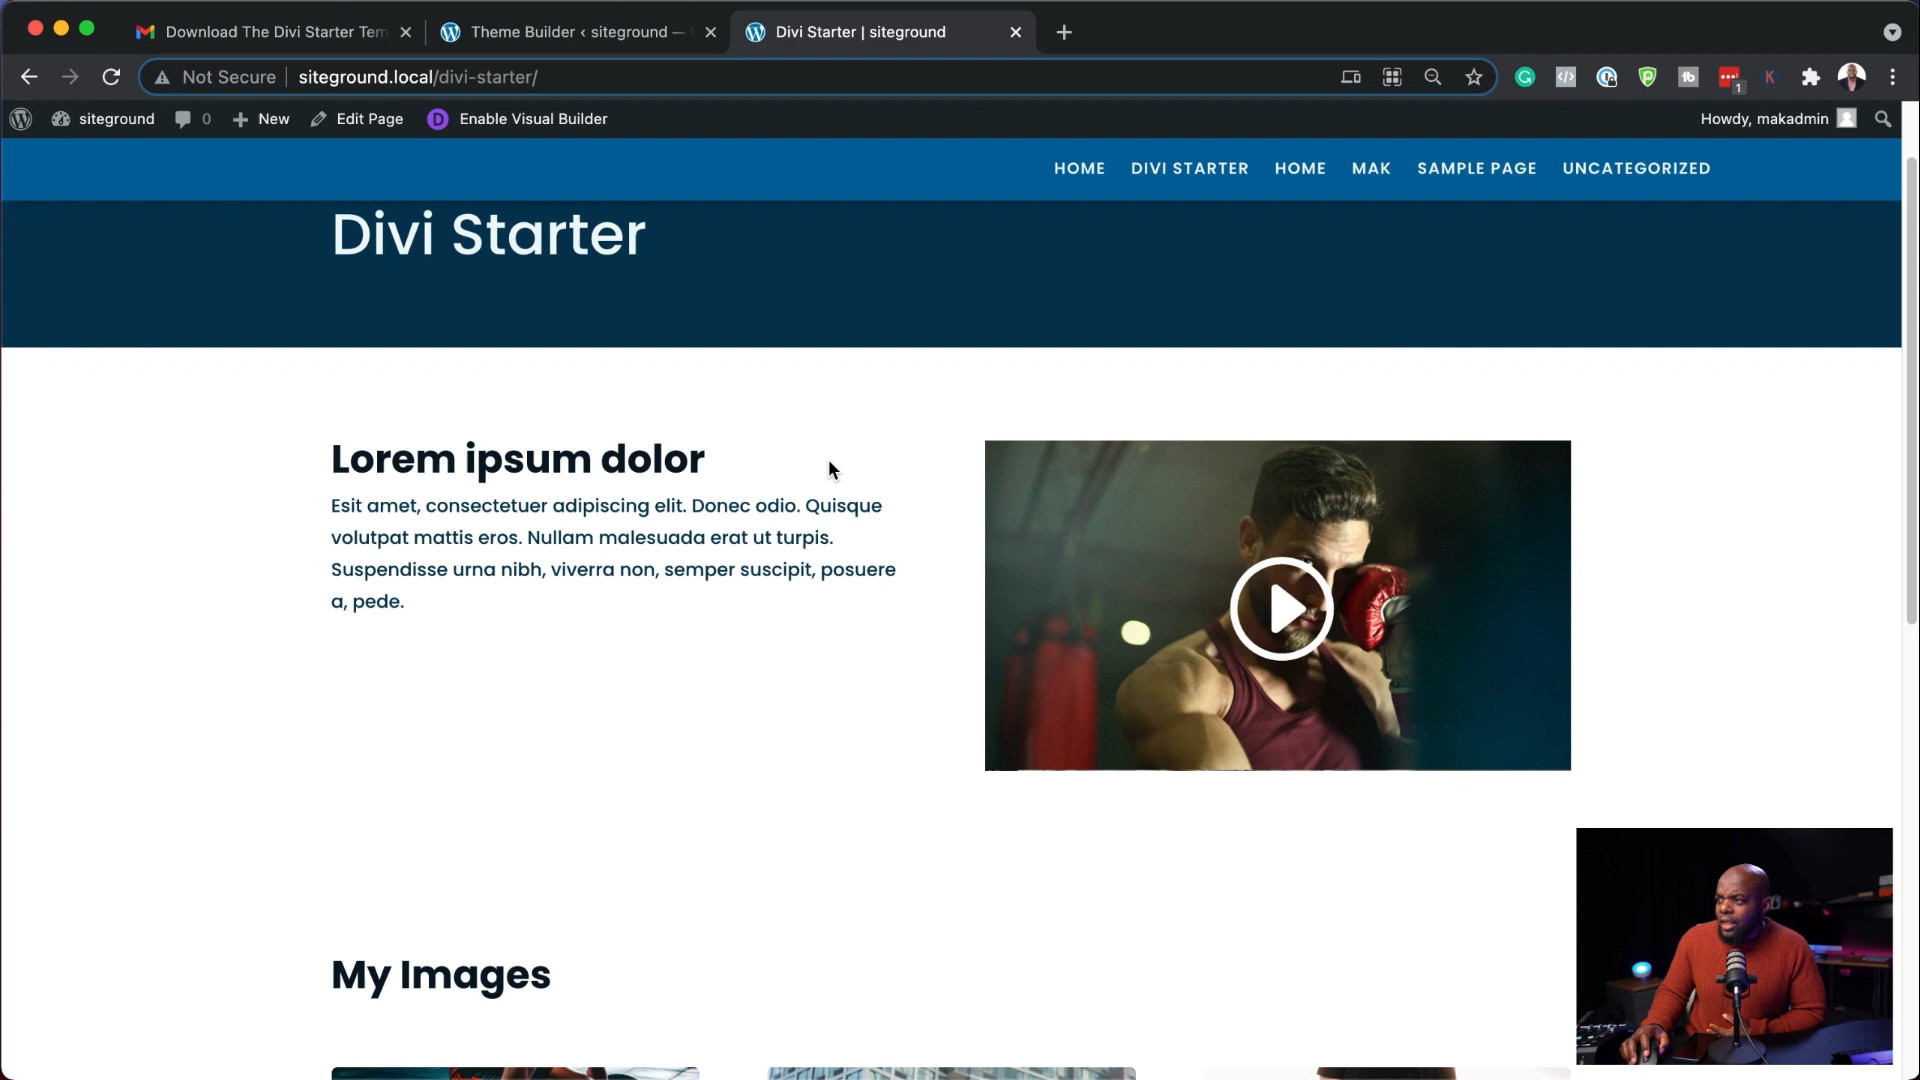 Download The Divi Starter Tem
Theme Builder ‹ siteground —
Divi Starter | siteground
Not Secure
siteground.local/divi-starter/
1
siteground
0
New
Edit Page
D
Enable Visual Builder
Howdy, makadmin
HOME
DIVI STARTER
HOME
MAK
SAMPLE PAGE
UNCATEGORIZED
Divi Starter
Lorem ipsum dolor
Esit amet, consectetuer adipiscing elit. Donec odio. Quisque
volutpat mattis eros. Nullam malesuada erat ut turpis.
Suspendisse urna nibh, viverra non, semper suscipit, posuere
a, pede.
My Images